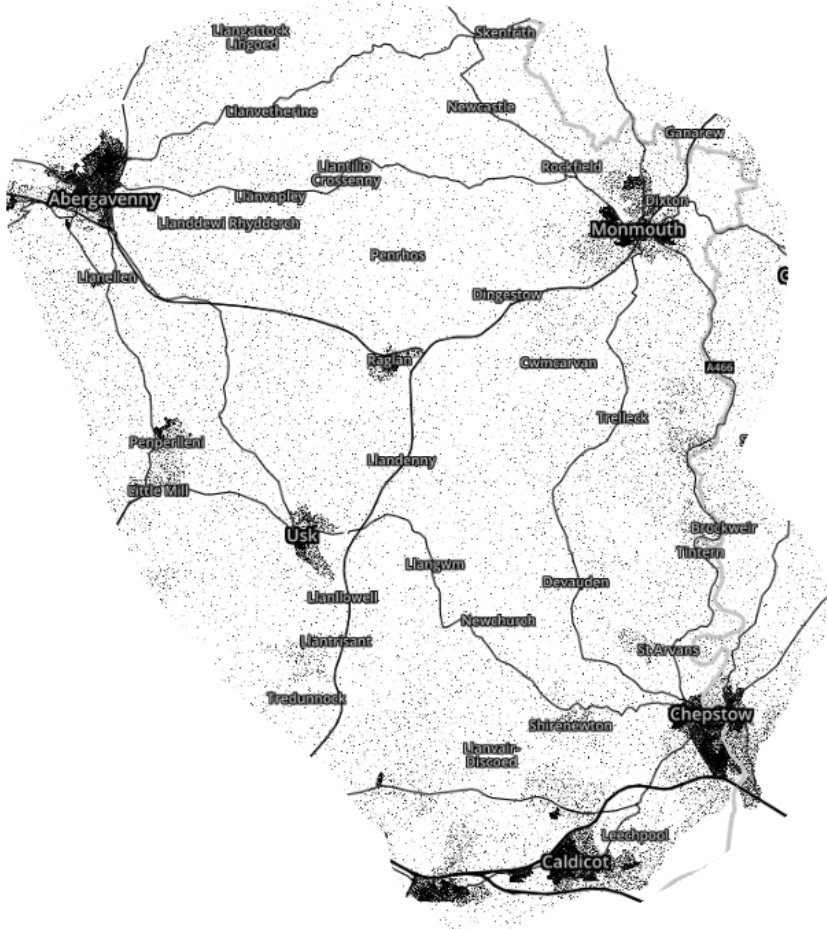 Llangattock
Lingoed
Skenfrith
Llanvetherine
Newcastle
Ganarew
Llantilio
Crossenny
Rockfield
Abergavenny
Llanvapley
Dixton
Llanddewi Rhydderch
Monmouth
Penrhos
Llanellen
Dingestow
Raglan
Cwmcarvan
A466
Trelleck
Penperlleni
Llandenny
Little Mill
Usk
Brockweir
Tintern
Llangwm
Devauden
Llanllowell
Newchurch
Llantrisant
St Arvans
Tredunnock
Chepstow
Shirenewton
Llanvair-
Discoed
Leechpool
Caldicot